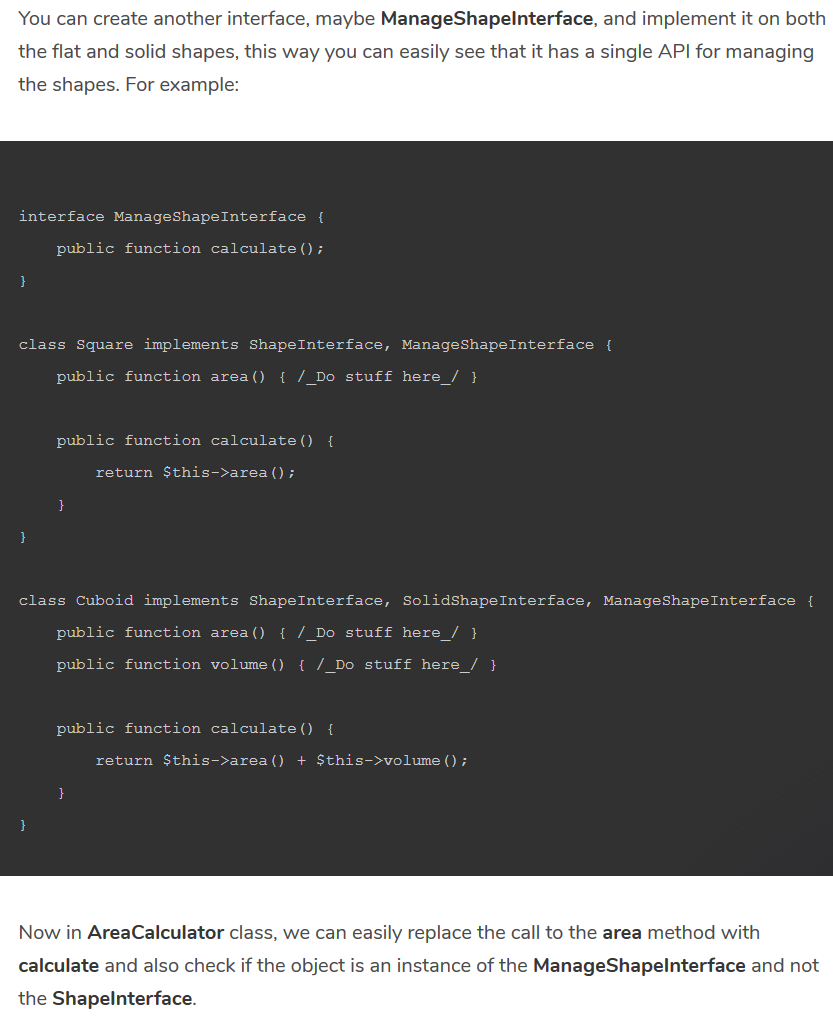 You can create another interface, maybe ManageShapeInterface, and implement it on both
the flat and solid shapes, this way you can easily see that it has a single API for managing
the shapes. For example:
interface ManageShapeInterface {
    public function calculate();
}
class Square implements ShapeInterface, ManageShapeInterface {
    public function area() { /_Do stuff here_/ }
    public function calculate() {
        return $this->area();
    }
}
class Cuboid implements ShapeInterface, SolidShapeInterface, ManageShapeInterface {
    public function area() { /_Do stuff here_/ }
    public function volume() { /_Do stuff here_/ }
    public function calculate() {
        return $this->area() + $this->volume();
    }
}
Now in AreaCalculator class, we can easily replace the call to the area method with
calculate and also check if the object is an instance of the ManageShapeInterface and not
the ShapeInterface.